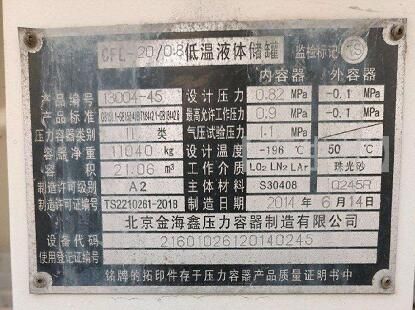 CFL-20/0.8 低温液体储罐 监检标记 TS
内容器 外容器
产品编号 13004-45 设计压力 0.82 MPa -0.1 MPa
产品标准 最高允许工作压力 0.9 MPa -0.1 MPa
压力容器类别 Ⅱ 类 气压试验压力 1.1 MPa
容器净重 11040 kg 设计温度 -196 ℃ 50 ℃
容积 21.06 m³ 工作介质 LO₂ LN₂ LAr 珠光砂
制造许可级别 A2 主体材料 S30408 Q245R
制造许可证编号 TS2210261-2018 制造日期 2014 年 6 月 14 日
北京金海鑫压力容器制造有限公司
设备代码 21601026120140245
使用登记证编号
铭牌的拓印件存于压力容器产品质量证明书中